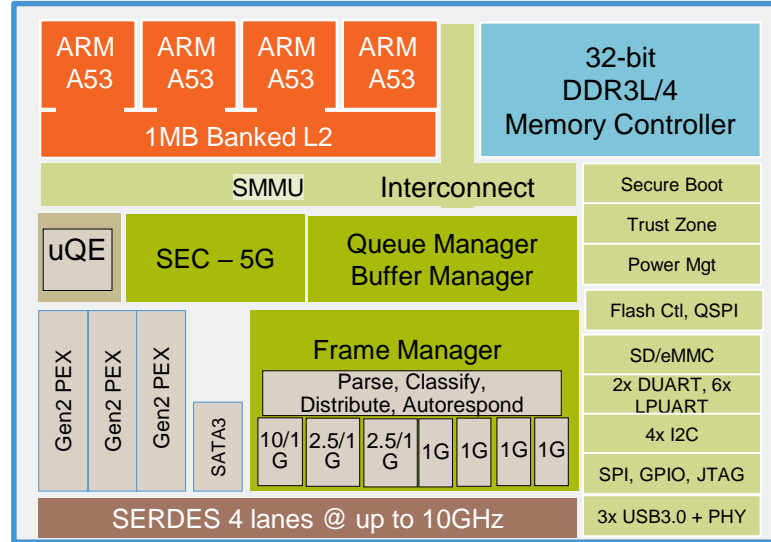 ARM
A53
ARM
A53
ARM
A53
ARM
A53
1MB Banked L2
32-bit
DDR3L/4
Memory Controller
SMMU
Interconnect
Secure Boot
Trust Zone
Power Mgt
Flash Ctl, QSPI
SD/eMMC
2x DUART, 6x
LPUART
4x I2C
SPI, GPIO, JTAG
3x USB3.0 + PHY
uQE
SEC – 5G
Queue Manager
Buffer Manager
Gen2 PEX
Gen2 PEX
Gen2 PEX
SATA3
Frame Manager
Parse, Classify,
Distribute, Autorespond
10/1
G
2.5/1
G
2.5/1
G
1G
1G
1G
1G
SERDES 4 lanes @ up to 10GHz